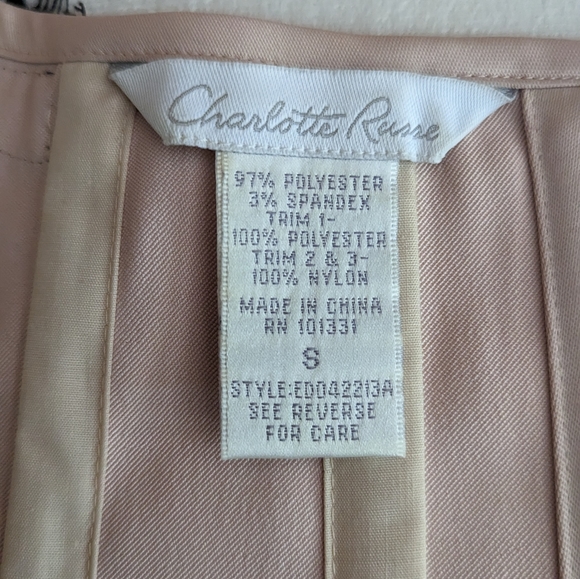 Charlotte Russe
97% POLYESTER
3% SPANDEX
TRIM 1-
100% POLYESTER
TRIM 2 & 3-
100% NYLON
MADE IN CHINA
RN 101331
S
STYLE:ED042213A
SEE REVERSE
FOR CARE